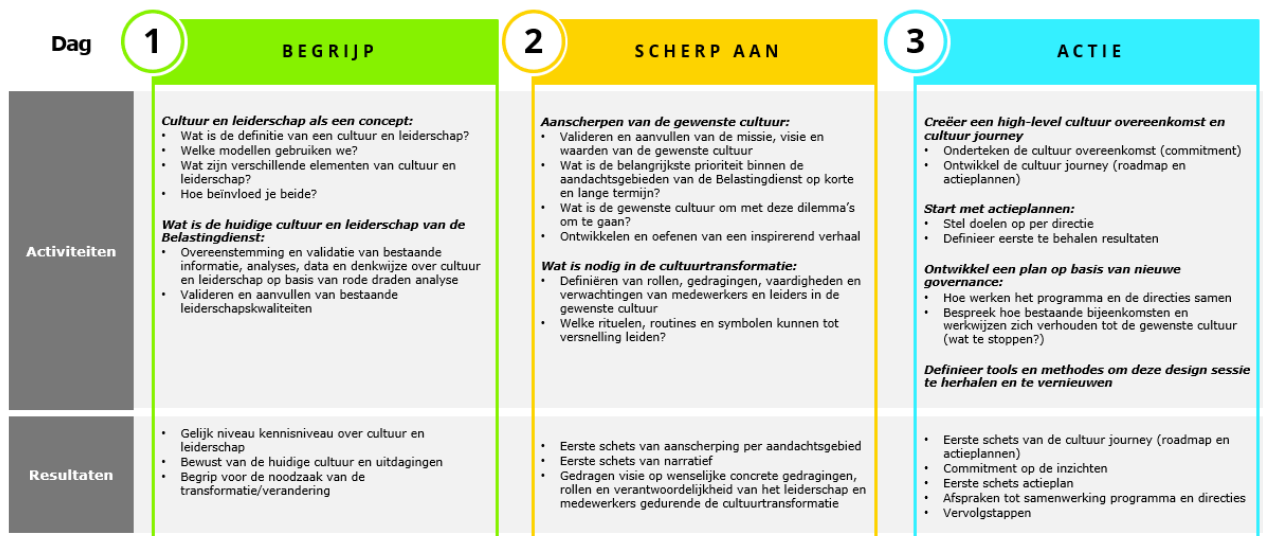 Dag
1
BEGRIJP
2
SCHERP AAN
3
ACTIE
Activiteiten
Cultuur en leiderschap als een concept:
• Wat is de definitie van een cultuur en leiderschap?
• Welke modellen gebruiken we?
• Wat zijn verschillende elementen van cultuur en
leiderschap?
• Hoe beïnvloed je beide?
Wat is de huidige cultuur en leiderschap van de
Belastingdienst:
• Overeenstemming en validatie van bestaande
informatie, analyses, data en denkwijze over cultuur
en leiderschap op basis van rode draden analyse
• Valideren en aanvullen van bestaande
leiderschapskwaliteiten
Aanscherpen van de gewenste cultuur:
• Valideren en aanvullen van de missie, visie en
waarden van de gewenste cultuur
• Wat is de belangrijkste prioriteit binnen de
aandachtsgebieden van de Belastingdienst op korte
en lange termijn?
• Wat is de gewenste cultuur om met deze dilemma's
om te gaan?
• Ontwikkelen en oefenen van een inspirerend verhaal
Wat is nodig in de cultuurtransformatie:
• Definiëren van rollen, gedragingen, vaardigheden en
verwachtingen van medewerkers en leiders in de
gewenste cultuur
• Welke rituelen, routines en symbolen kunnen tot
versnelling leiden?
Creëer een high-level cultuur overeenkomst en
cultuur journey
• Onderteken de cultuur overeenkomst (commitment)
• Ontwikkel de cultuur journey (roadmap en
actieplannen)
Start met actieplannen:
• Stel doelen op per directie
• Definieer eerste te behalen resultaten
Ontwikkel een plan op basis van nieuwe
governance:
• Hoe werken het programma en de directies samen
• Bespreek hoe bestaande bijeenkomsten en
werkwijzen zich verhouden tot de gewenste cultuur
(wat te stoppen?)
Definieer tools en methodes om deze design sessie
te herhalen en te vernieuwen
Resultaten
• Gelijk niveau kennisniveau over cultuur en
leiderschap
• Bewust van de huidige cultuur en uitdagingen
• Begrip voor de noodzaak van de
transformatie/verandering
• Eerste schets van aanscherping per aandachtsgebied
• Eerste schets van narratief
• Gedragen visie op wenselijke concrete gedragingen,
rollen en verantwoordelijkheid van het leiderschap en
medewerkers gedurende de cultuurtransformatie
• Eerste schets van de cultuur journey (roadmap en
actieplannen)
• Commitment op de inzichten
• Eerste schets actieplan
• Afspraken tot samenwerking programma en directies
• Vervolgstappen